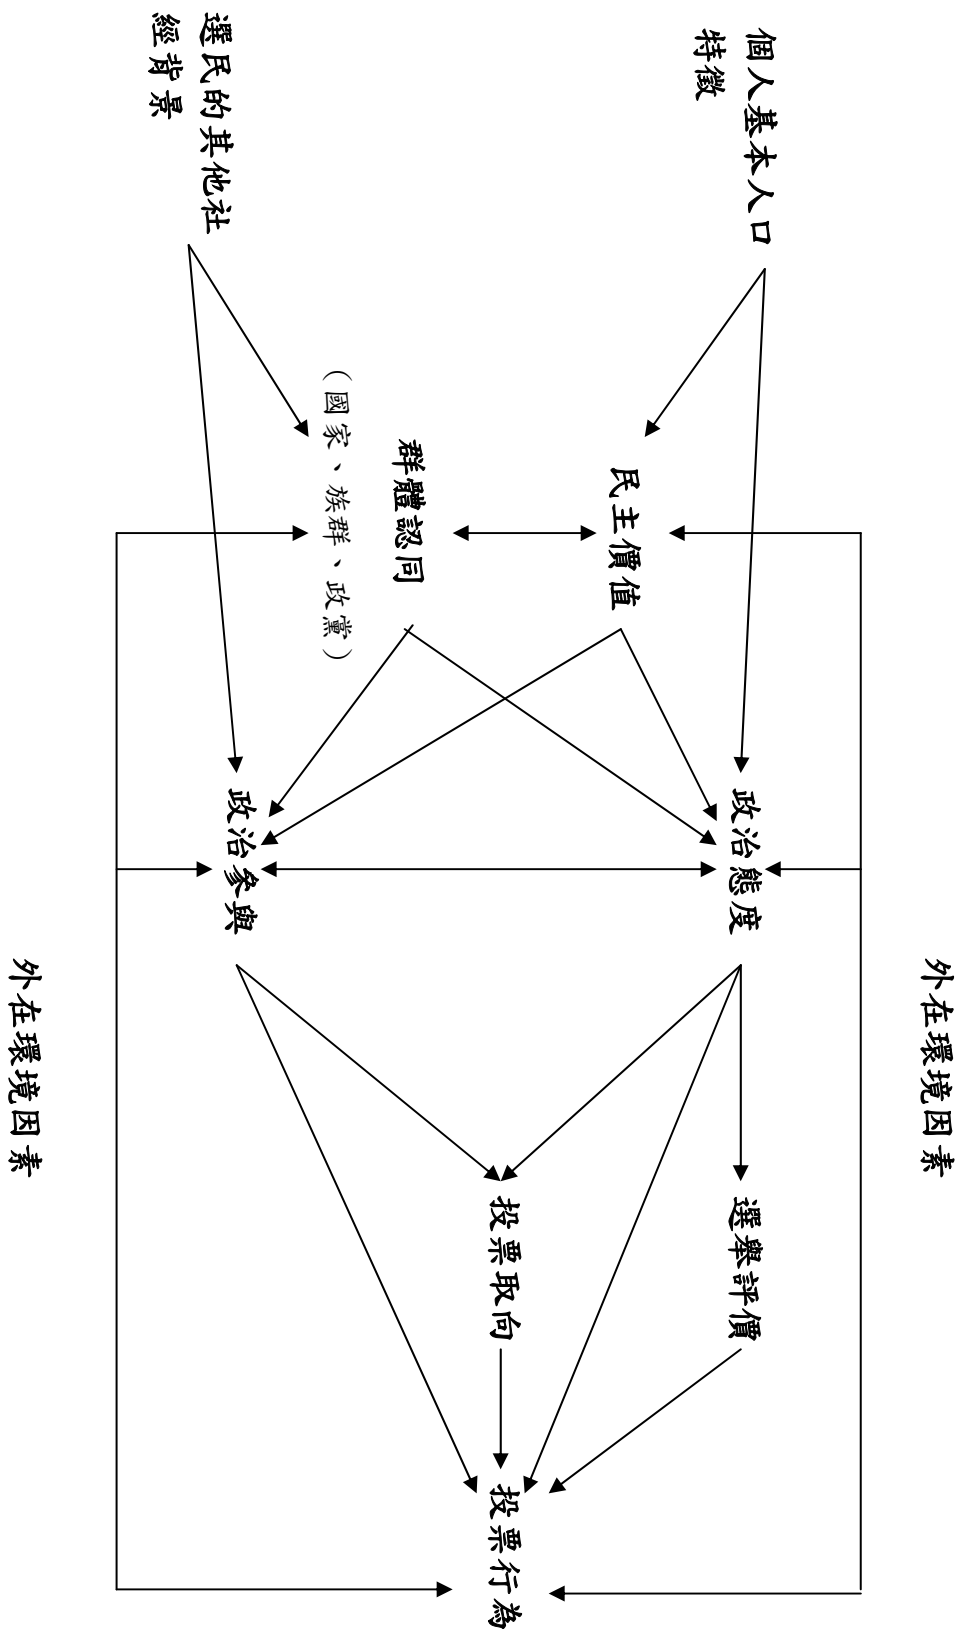 外在環境因素
個人基本人口
特徵
民主價值
政治態度
選舉評價
群體認同
（國家、族群、政黨）
投票取向
投票行為
選民的其他社
經背景
政治參與
外在環境因素